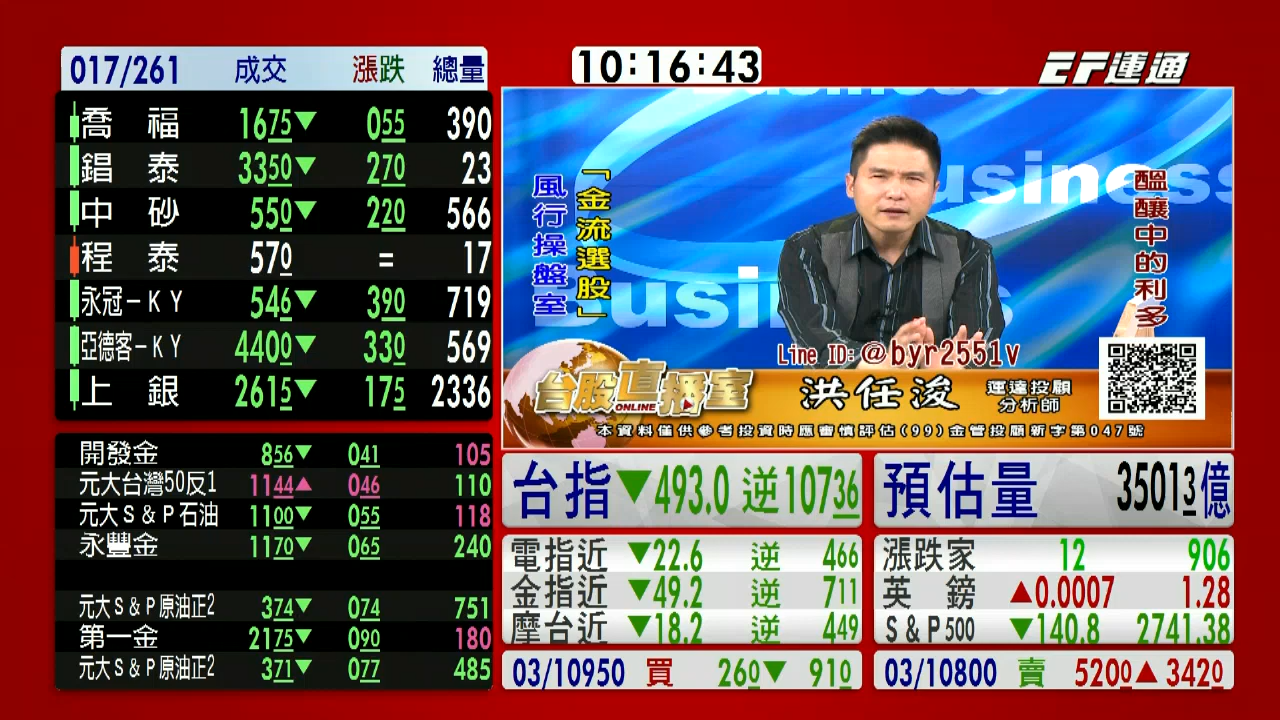 017/261 成交 漲跌 總量
喬福 1675▼ 055 390
錩泰 3350▼ 270 23
中砂 550▼ 220 566
程泰 570 = 17
永冠－ＫＹ 546▼ 390 719
亞德客－ＫＹ 4400▼ 330 569
上銀 2615▼ 175 2336
開發金 856▼ 041 105
元大台灣50反1 1144▲ 046 110
元大Ｓ＆Ｐ石油 1100▼ 055 118
永豐金 1170▼ 065 240
元大Ｓ＆Ｐ原油正2 374▼ 074 751
第一金 2175▼ 090 180
元大Ｓ＆Ｐ原油正2 371▼ 077 485
10:16:43
EF運通
Business
Business
Business
「金流選股」
風行操盤室
醞釀中的利多
Line ID:@byr2551v
台股直播室
ONLINE
洪任浚
運達投顧
分析師
本資料僅供參考投資時應審慎評估(99)金管投顧新字第047號
台指▼493.0 逆10736
預估量 35013億
電指近▼22.6 逆 466
金指近▼49.2 逆 711
摩台近▼18.2 逆 449
漲跌家 12 906
英鎊▲0.0007 1.28
S＆P500▼140.8 2741.38
03/10950 買 260▼ 910
03/10800 賣 5200▲ 3420